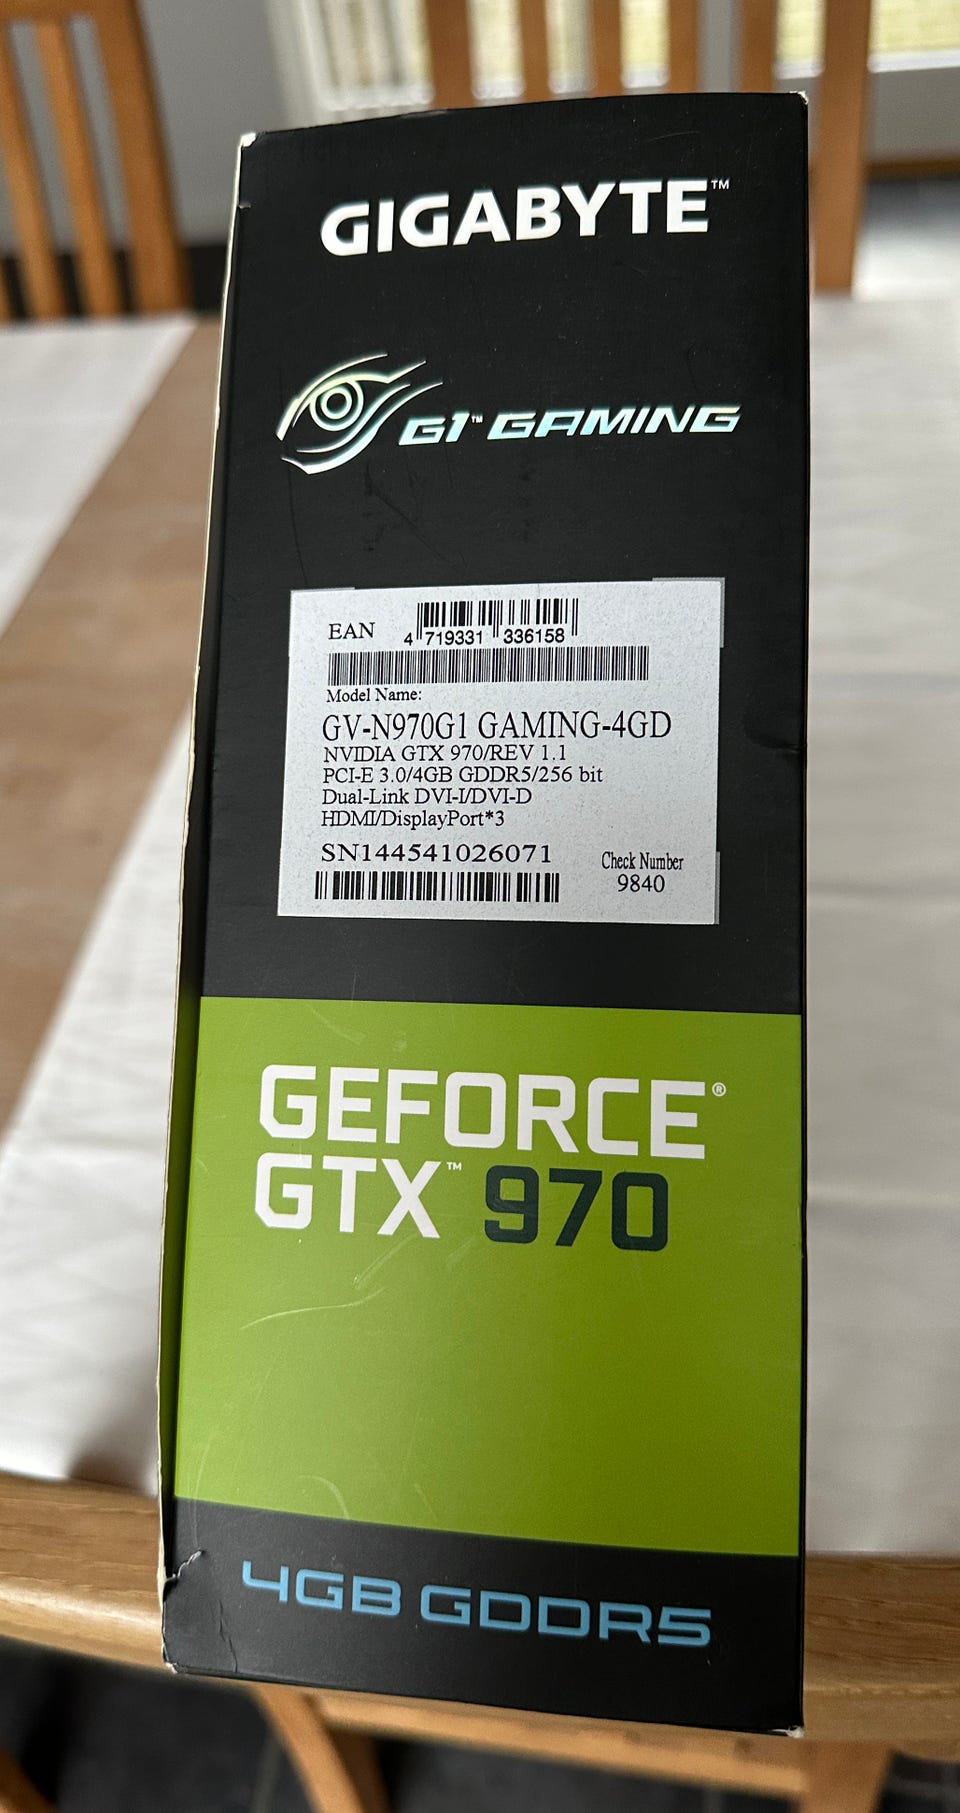 GIGABYTE™
G1™ GAMING
EAN 4 719331 336158
Model Name:
GV-N970G1 GAMING-4GD
NVIDIA GTX 970/REV 1.1
PCI-E 3.0/4GB GDDR5/256 bit
Dual-Link DVI-I/DVI-D
HDMI/DisplayPort*3
SN144541026071
Check Number
9840
GEFORCE®
GTX™ 970
4GB GDDR5